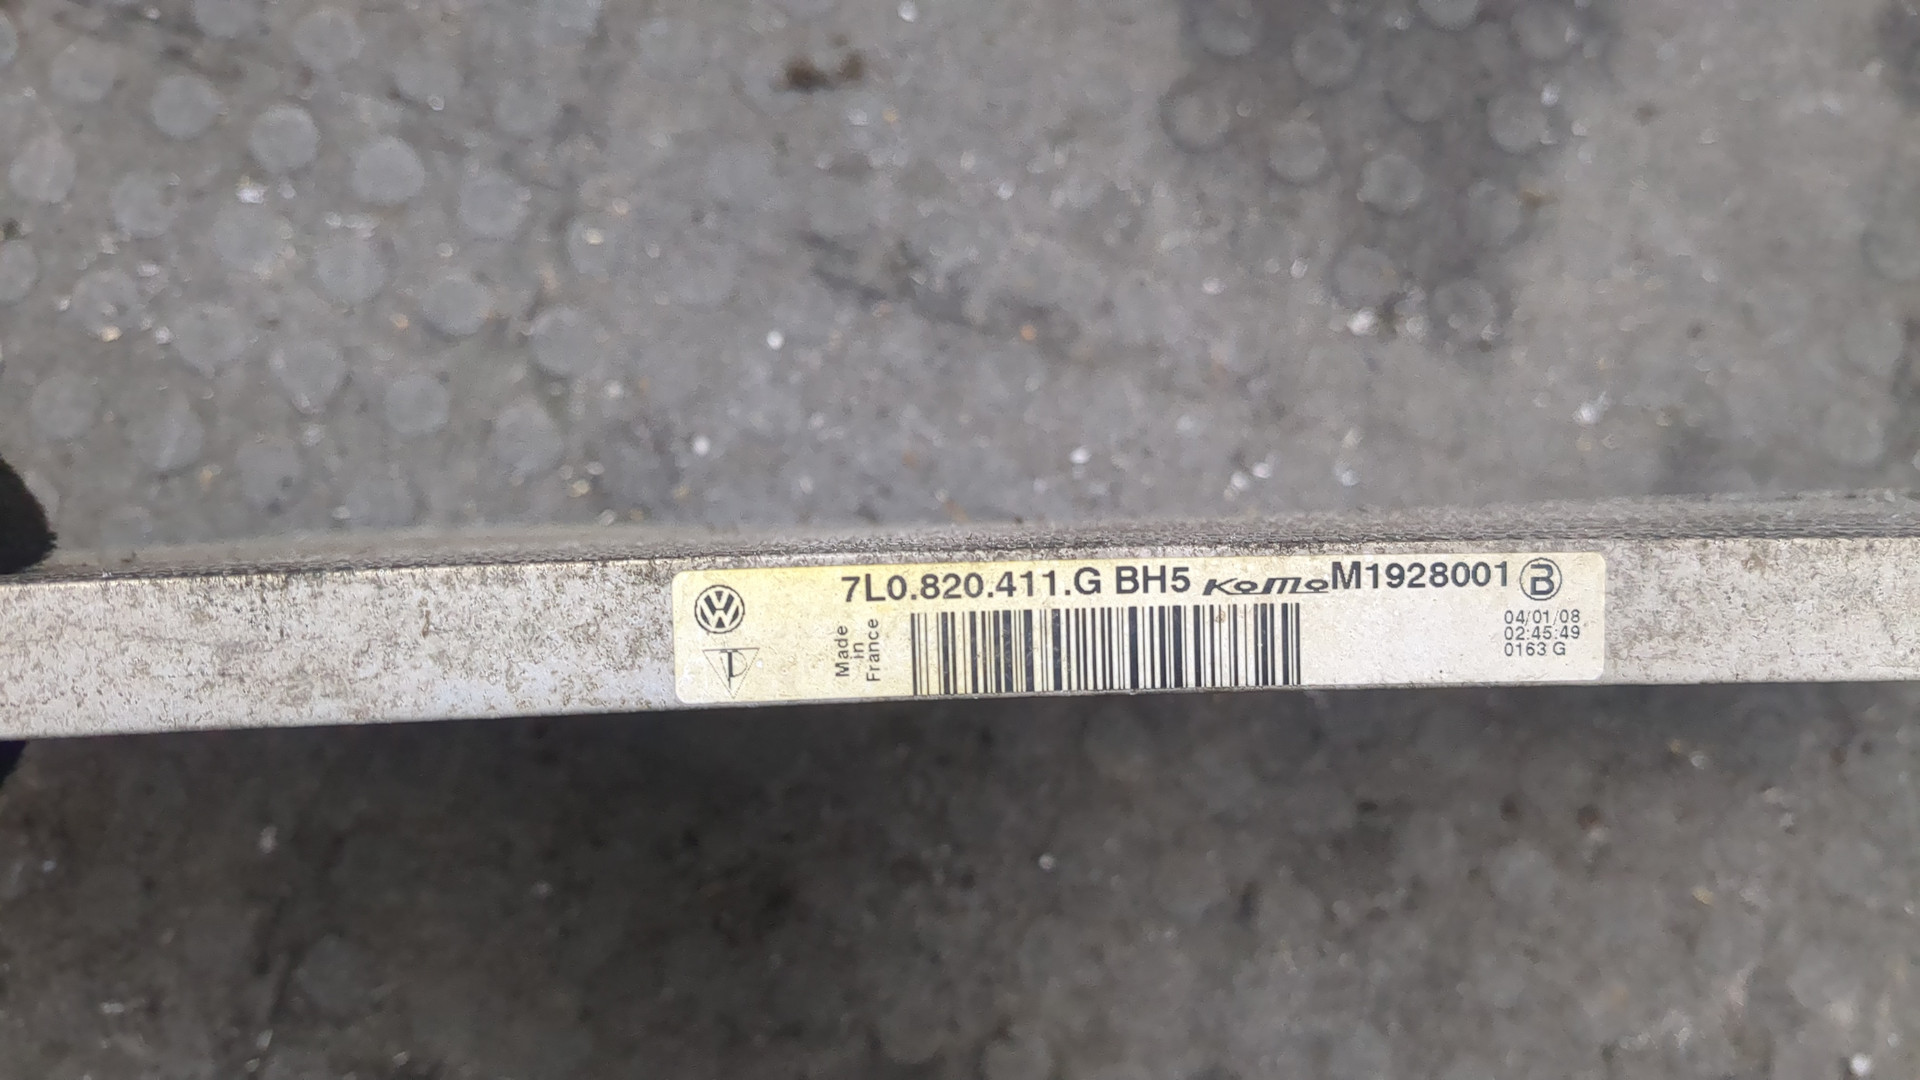 7L0.820.411.G BH5 KoMo M1928001 B
Made
in
France
04/01/08
02:45:49
0163 G